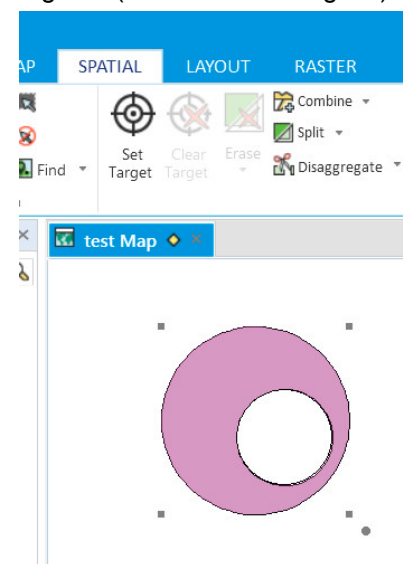 AP SPATIAL LAYOUT RASTER
Combine
Split
Set Target
Clear Target
Erase
Find
Disaggregate
test Map